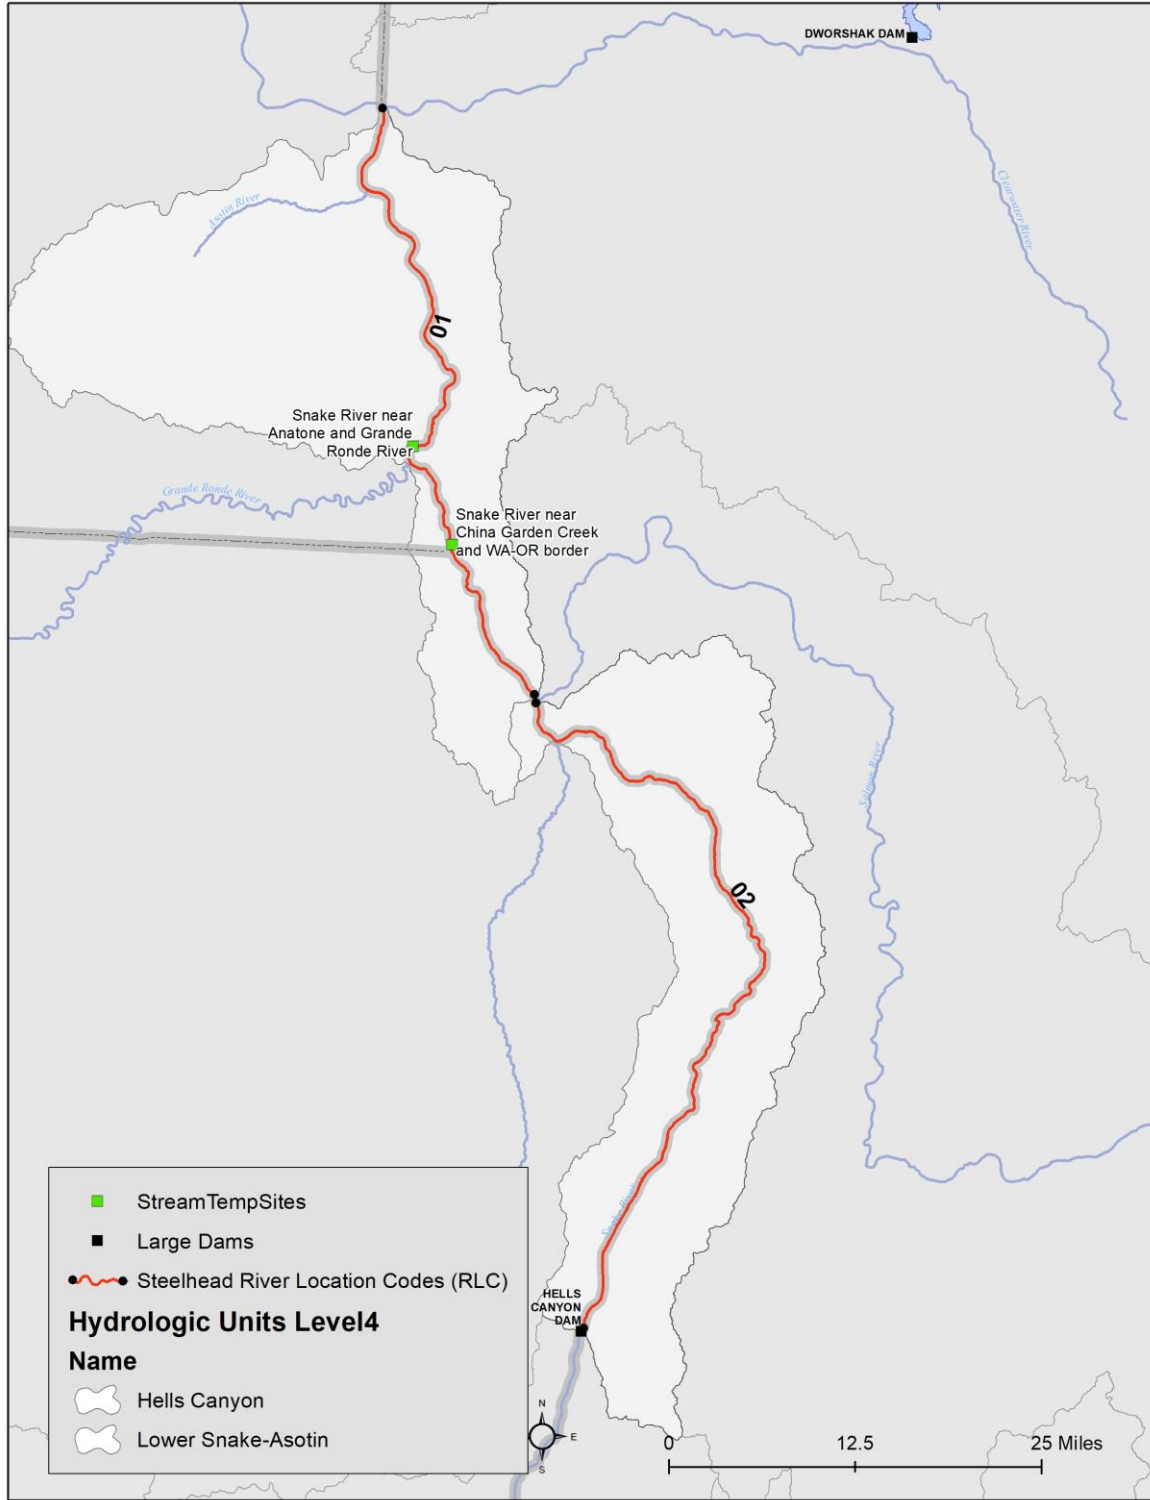 DWORSHAK DAM
Clearwater River
Asotin River
01
Snake River near
Anatone and Grande
Ronde River
Grande Ronde River
Snake River near
China Garden Creek
and WA-OR border
Salmon River
02
Snake River
HELLS
CANYON
DAM
StreamTempSites
Large Dams
Steelhead River Location Codes (RLC)
Hydrologic Units Level4
Name
Hells Canyon
Lower Snake-Asotin
N
E
S
0 12.5 25 Miles